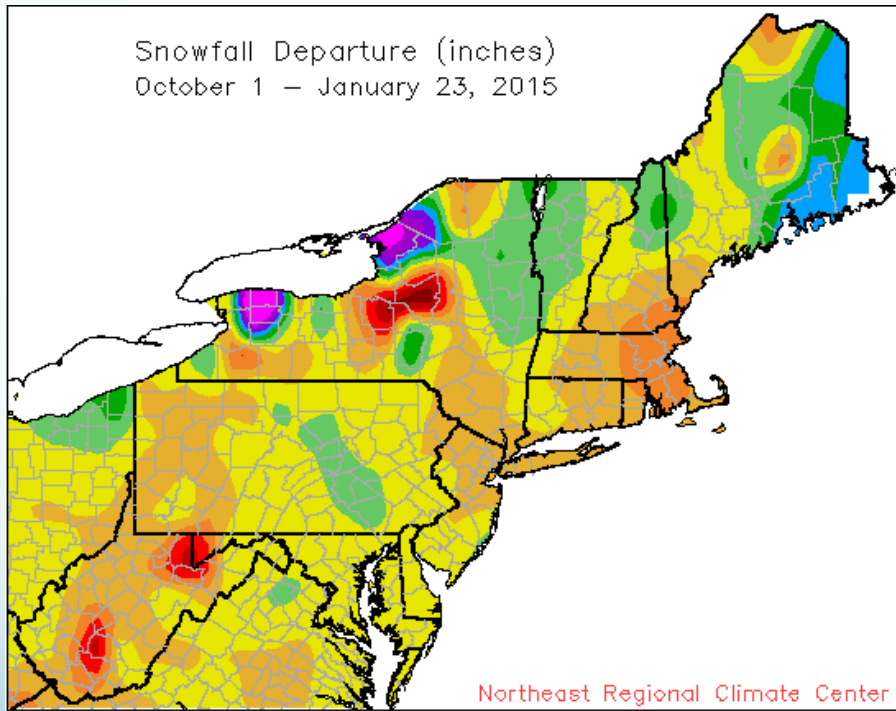 Snowfall Departure (inches)
October 1 – January 23, 2015
Northeast Regional Climate Center